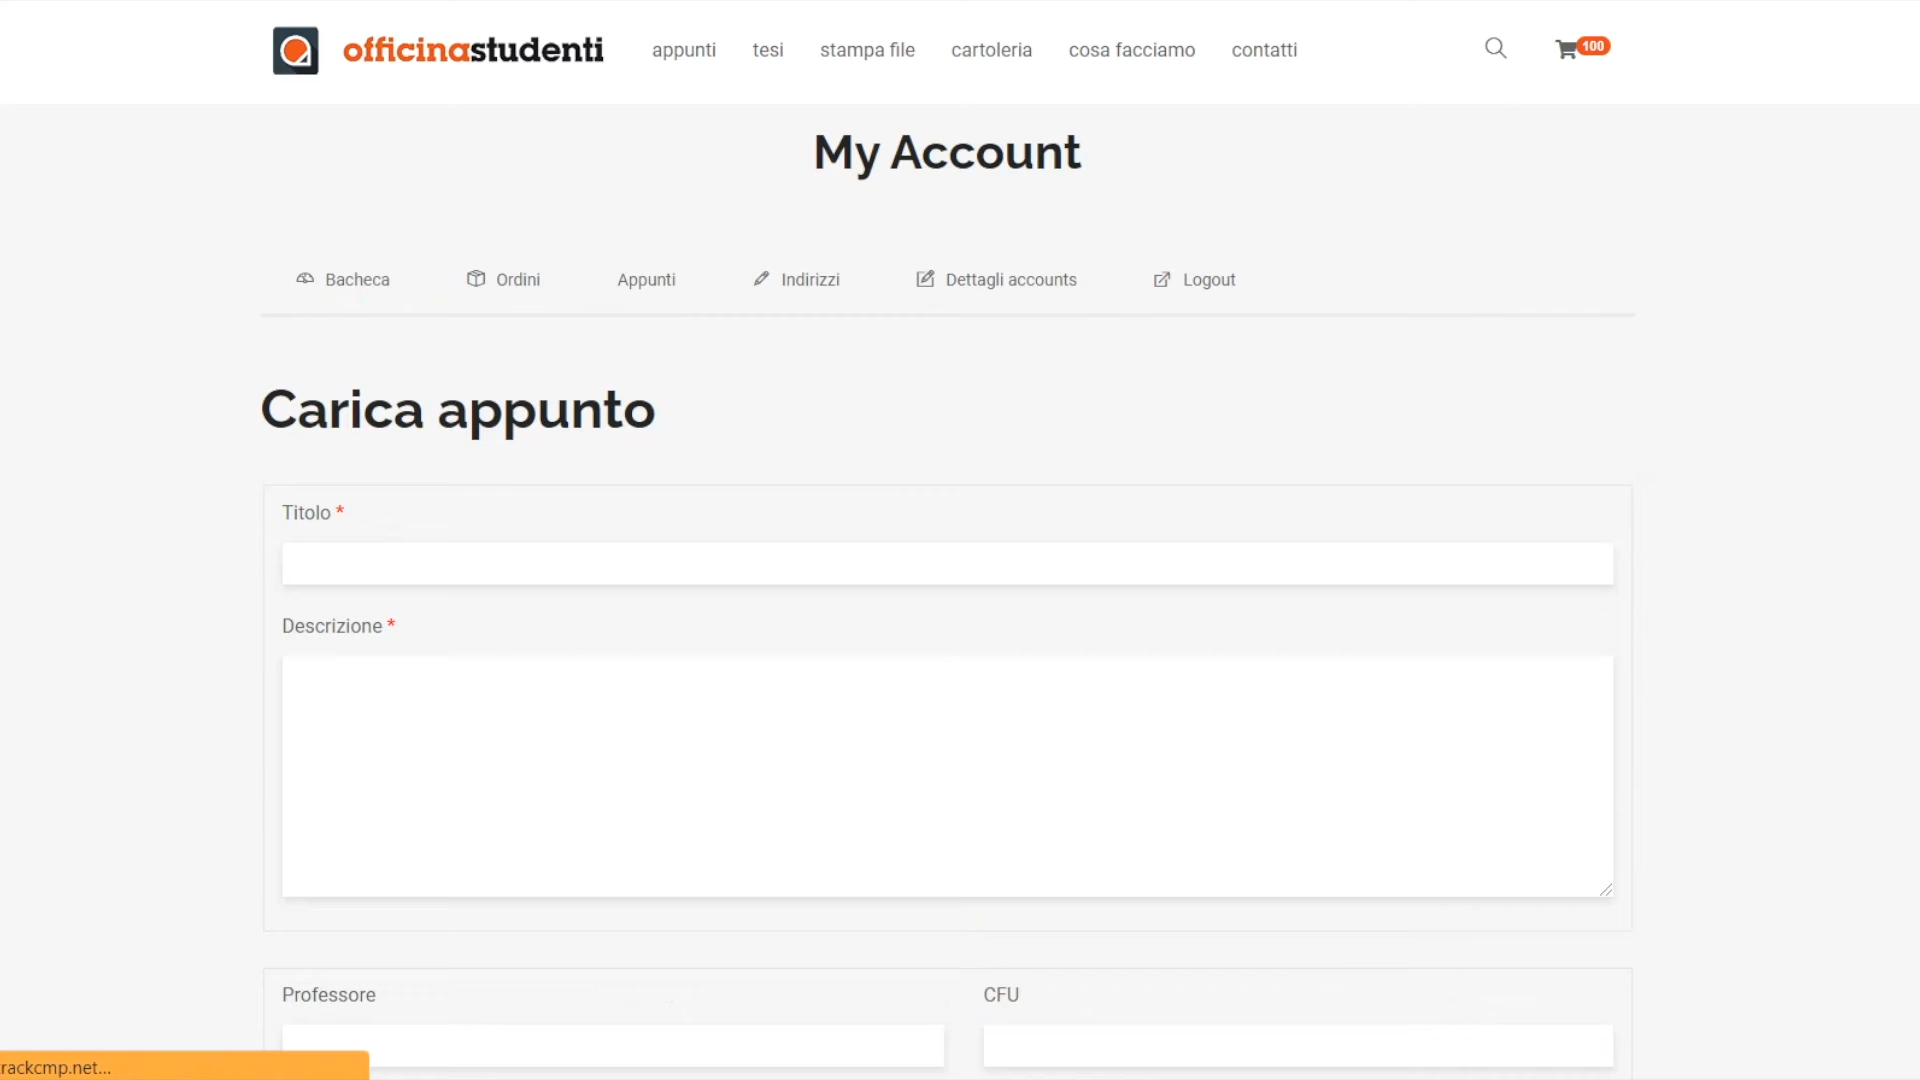 officinastudenti appunti tesi stampa file cartoleria cosa facciamo contatti 100
My Account
Bacheca Ordini Appunti Indirizzi Dettagli accounts Logout
Carica appunto
Titolo *
Descrizione *
Professore CFU
rackcmp.net...